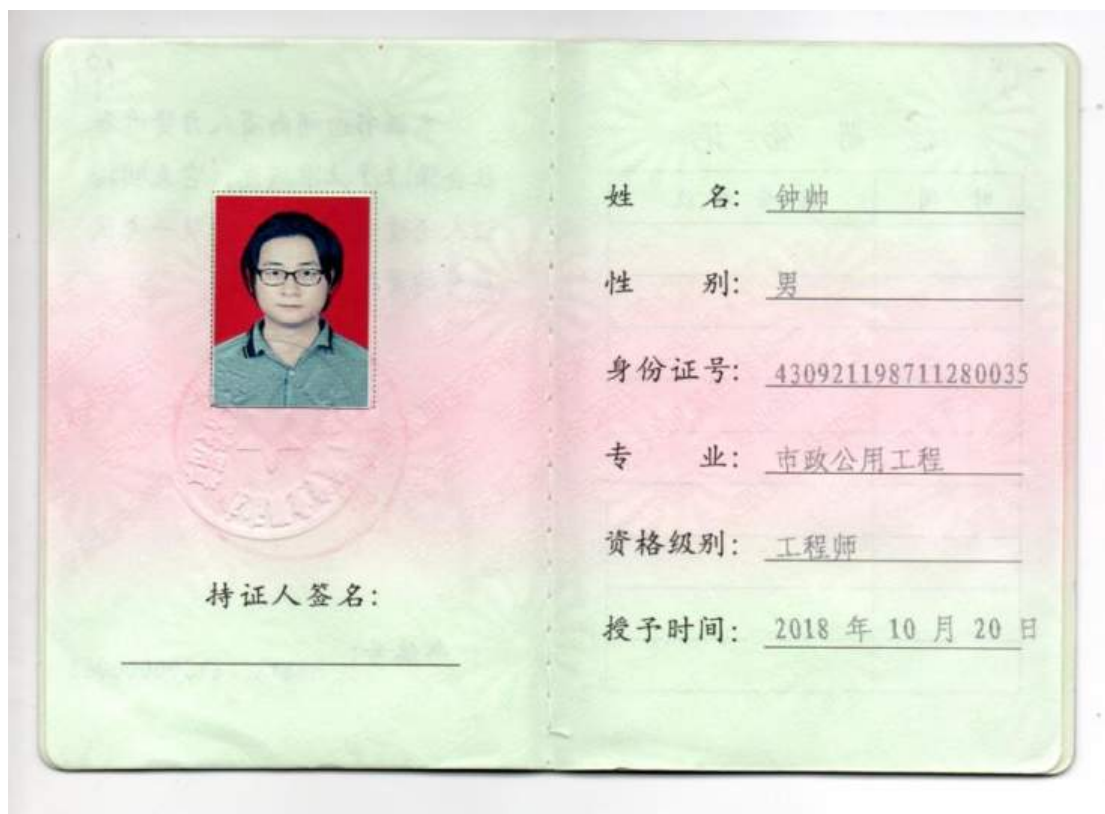 持证人签名:
姓 名: 钟帅
性 别: 男
身份证号: 430921198711280035
专 业: 市政公用工程
资格级别: 工程师
授予时间: 2018 年 10 月 20 日